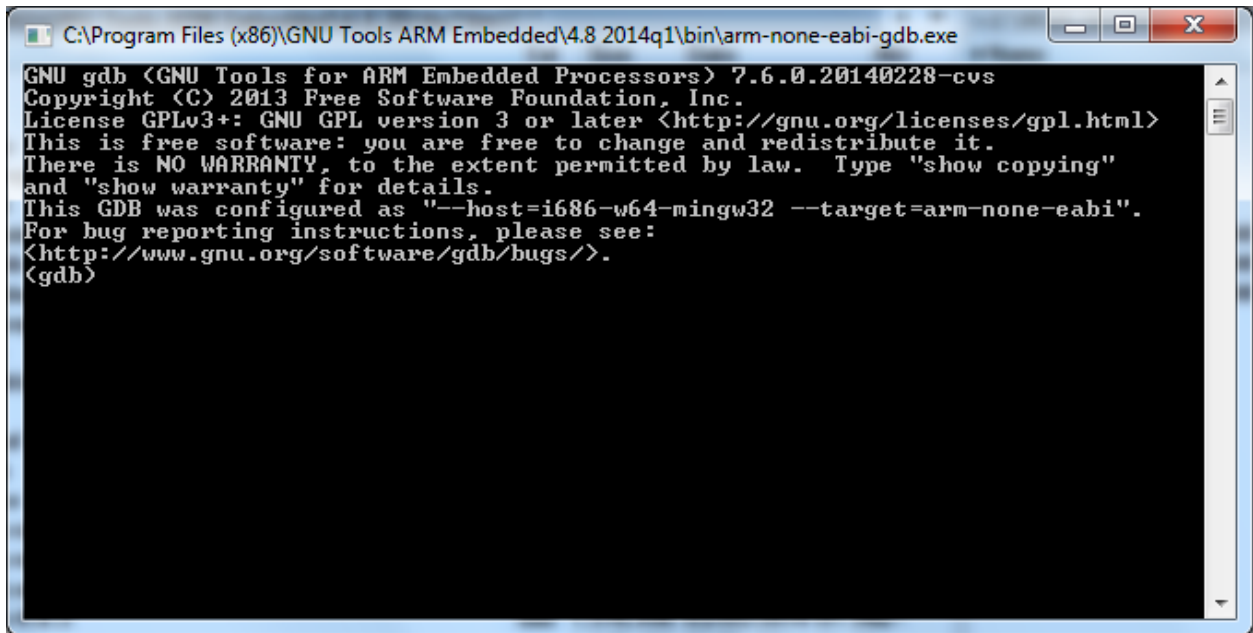 C:\Program Files (x86)\GNU Tools ARM Embedded\4.8 2014q1\bin\arm-none-eabi-gdb.exe
GNU gdb (GNU Tools for ARM Embedded Processors) 7.6.0.20140228-cvs
Copyright (C) 2013 Free Software Foundation, Inc.
License GPLv3+: GNU GPL version 3 or later <http://gnu.org/licenses/gpl.html>
This is free software: you are free to change and redistribute it.
There is NO WARRANTY, to the extent permitted by law.  Type "show copying"
and "show warranty" for details.
This GDB was configured as "--host=i686-w64-mingw32 --target=arm-none-eabi".
For bug reporting instructions, please see:
<http://www.gnu.org/software/gdb/bugs/>.
(gdb)